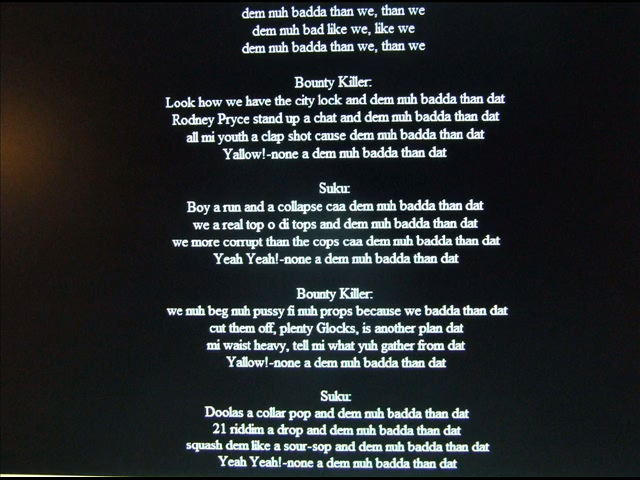 dem nuh badda than we, than we
dem nuh bad like we, like we
dem nuh badda than we, than we
Bounty Killer:
Look how we have the city lock and dem nuh badda than dat
Rodney Pryce stand up a chat and dem nuh badda than dat
all mi youth a clap shot cause dem nuh badda than dat
Yallow!-none a dem nuh badda than dat
Suku:
Boy a run and a collapse caa dem nuh badda than dat
we a real top o di tops and dem nuh badda than dat
we more corrupt than the cops caa dem nuh badda than dat
Yeah Yeah!-none a dem nuh badda than dat
Bounty Killer:
we nuh beg nuh pussy fi nuh props because we badda than dat
cut them off, plenty Glocks, is another plan dat
mi waist heavy, tell mi what yuh gather from dat
Yallow!-none a dem nuh badda than dat
Suku:
Doolas a collar pop and dem nuh badda than dat
21 riddim a drop and dem nuh badda than dat
squash dem like a sour-sop and dem nuh badda than dat
Yeah Yeah!-none a dem nuh badda than dat